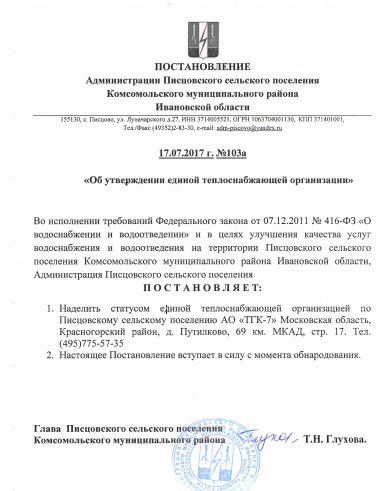 ПОСТАНОВЛЕНИЕ
Администрации Писцовского сельского поселения
Комсомольского муниципального района
Ивановской области
155130, с. Писцово, ул. Луначарского д.27, ИНН 3714005521, ОГРН 1063704001130, КПП 371401001,
Тел./Факс (49352)2-83-30, e-mail: adm-piscovo@yandex.ru
17.07.2017 г. №103а
«Об утверждении единой теплоснабжающей организации»
Во исполнении требований Федерального закона от 07.12.2011 № 416-ФЗ «О
водоснабжении и водоотведении» и в целях улучшения качества услуг
водоснабжения и водоотведения на территории Писцовского сельского
поселения Комсомольского муниципального района Ивановской области,
Администрация Писцовского сельского поселения
П О С Т А Н О В Л Я Е Т:
1. Наделить статусом единой теплоснабжающей организацией по
Писцовскому сельскому поселению АО «ТГК-7» Московская область,
Красногорский район, д. Путилково, 69 км. МКАД, стр. 17. Тел.
(495)775-57-35
2. Настоящее Постановление вступает в силу с момента обнародования.
Глава Писцовского сельского поселения
Комсомольского муниципального района Т.Н. Глухова.